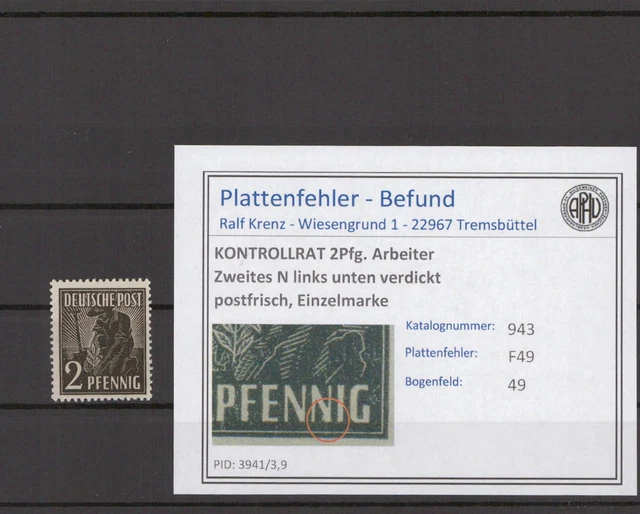 DEUTSCHE POST
2 PFENNIG
Plattenfehler - Befund
Ralf Krenz - Wiesengrund 1 - 22967 Tremsbüttel
APHV
KONTROLLRAT 2Pfg. Arbeiter
Zweites N links unten verdickt
postfrisch, Einzelmarke
PFENNIG
Katalognummer: 943
Plattenfehler: F49
Bogenfeld: 49
PID: 3941/3,9